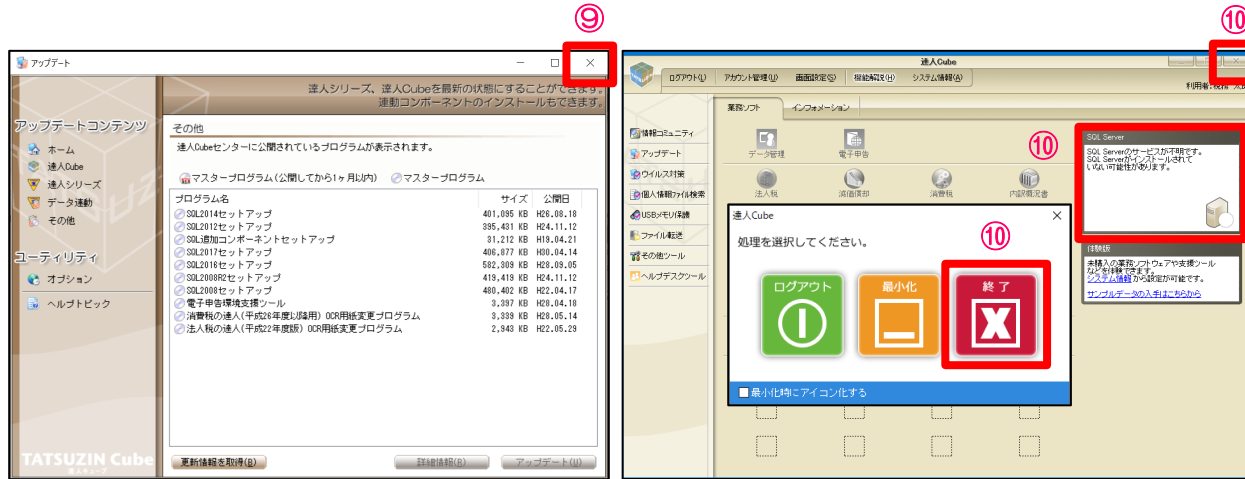 ⑨
アップデート
達人シリーズ、達人Cubeを最新の状態にすることができます。
連動コンポーネントのインストールもできます。
アップデートコンテンツ
ホーム
達人Cube
達人シリーズ
データ連動
その他
ユーティリティ
オプション
ヘルプトピック
TATSUZIN Cube
達人キューブ
その他
達人Cubeセンターに公開されているプログラムが表示されます。
マスタープログラム(公開してから1ヶ月以内) マスタープログラム
プログラム名 サイズ 公開日
SQL2014セットアップ 401,095 KB H26.08.18
SQL2012セットアップ 395,431 KB H24.11.12
SQL追加コンポーネントセットアップ 31,212 KB H19.04.21
SQL2017セットアップ 406,877 KB H30.04.14
SQL2016セットアップ 582,309 KB H28.09.05
SQL2008R2セットアップ 419,419 KB H24.11.12
SQL2008セットアップ 480,402 KB H22.04.17
電子申告環境支援ツール 3,397 KB H28.04.18
消費税の達人(平成26年度以降用) OCR用紙変更プログラム 3,339 KB H28.05.14
法人税の達人(平成22年度版) OCR用紙変更プログラム 2,943 KB H22.05.29
更新情報を取得(B) 詳細情報(R) アップデート(U)
⑩
達人Cube
ログアウト(L) アカウント管理(U) 画面設定(S) 機能解説(H) システム情報(A)
利用者:税務 太郎
業務ソフト インフォメーション
情報コミュニティ
アップデート
ウイルス対策
個人情報ファイル検索
USBメモリ保護
ファイル転送
その他ツール
ヘルプデスクツール
データ管理 電子申告
法人税 減価償却 消費税 内訳概況書
⑩
SQL Server
SQL Serverのサービスが不明です。
SQL Serverがインストールされて
いない可能性があります。
体験版
未購入の業務ソフトウェアや支援ツール
などを体験できます。
システム情報から設定が可能です。
サンプルデータの入手はこちらから
達人Cube
処理を選択してください。
⑩
ログアウト 最小化 終了
最小化時にアイコン化する